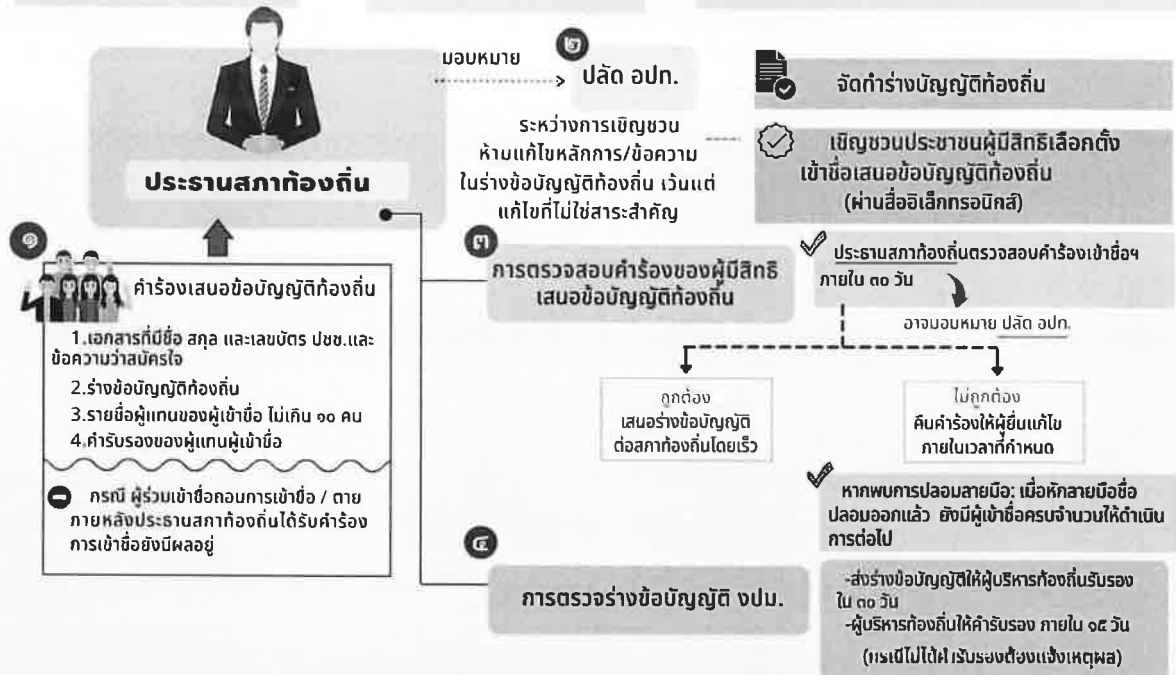 ประธานสภาท้องถิ่น
มอบหมาย
๒
ปลัด อปท.
ระหว่างการเชิญชวน
ห้ามแก้ไขหลักการ/ข้อความ
ในร่างข้อบัญญัติท้องถิ่น เว้นแต่
แก้ไขที่ไม่ใช่สาระสำคัญ
จัดทำร่างบัญญัติท้องถิ่น
เชิญชวนประชาชนผู้มีสิทธิเลือกตั้ง
เข้าชื่อเสนอข้อบัญญัติท้องถิ่น
(ผ่านสื่ออิเล็กทรอนิกส์)
๑
คำร้องเสนอข้อบัญญัติท้องถิ่น
1.เอกสารที่มีชื่อ สกุล และเลขบัตร ปชช.และ
ข้อความว่าสมัครใจ
2.ร่างข้อบัญญัติท้องถิ่น
3.รายชื่อผู้แทนของผู้เข้าชื่อ ไม่เกิน ๑๐ คน
4.คำรับรองของผู้แทนผู้เข้าชื่อ
กรณี ผู้ร่วมเข้าชื่อถอนการเข้าชื่อ / ตาย
ภายหลังประธานสภาท้องถิ่นได้รับคำร้อง
การเข้าชื่อยังมีผลอยู่
๓
การตรวจสอบคำร้องของผู้มีสิทธิ
เสนอข้อบัญญัติท้องถิ่น
ประธานสภาท้องถิ่นตรวจสอบคำร้องเข้าชื่อฯ
ภายใน ๓๐ วัน
อาจมอบหมาย ปลัด อปท.
ถูกต้อง
เสนอร่างข้อบัญญัติ
ต่อสภาท้องถิ่นโดยเร็ว
ไม่ถูกต้อง
คืนคำร้องให้ผู้ยื่นแก้ไข
ภายในเวลาที่กำหนด
หากพบการปลอมลายมือ: เมื่อหักลายมือชื่อ
ปลอมออกแล้ว ยังมีผู้เข้าชื่อครบจำนวนให้ดำเนิน
การต่อไป
๔
การตรวจร่างข้อบัญญัติ งปม.
-ส่งร่างข้อบัญญัติให้ผู้บริหารท้องถิ่นรับรอง
ใน ๓๐ วัน
-ผู้บริหารท้องถิ่นให้คำรับรอง ภายใน ๑๕ วัน
(กรณีไม่ให้คำรับรองต้องแจ้งเหตุผล)